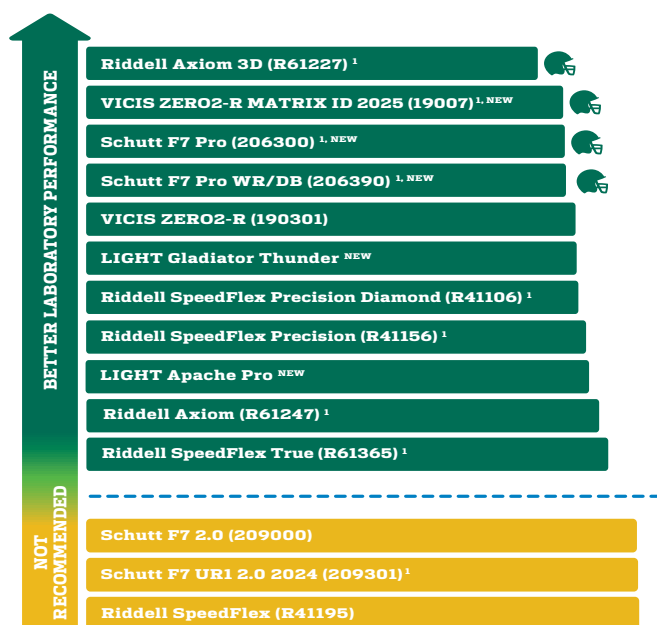 BETTER LABORATORY PERFORMANCE
Riddell Axiom 3D (R61227) ¹
VICIS ZERO2-R MATRIX ID 2025 (19007)¹, ᴺᴱᵂ
Schutt F7 Pro (206300) ¹, ᴺᴱᵂ
Schutt F7 Pro WR/DB (206390) ¹, ᴺᴱᵂ
VICIS ZERO2-R (190301)
LIGHT Gladiator Thunder ᴺᴱᵂ
Riddell SpeedFlex Precision Diamond (R41106) ¹
Riddell SpeedFlex Precision (R41156) ¹
LIGHT Apache Pro ᴺᴱᵂ
Riddell Axiom (R61247) ¹
Riddell SpeedFlex True (R61365) ¹
NOT
RECOMMENDED
Schutt F7 2.0 (209000)
Schutt F7 UR1 2.0 2024 (209301)¹
Riddell SpeedFlex (R41195)